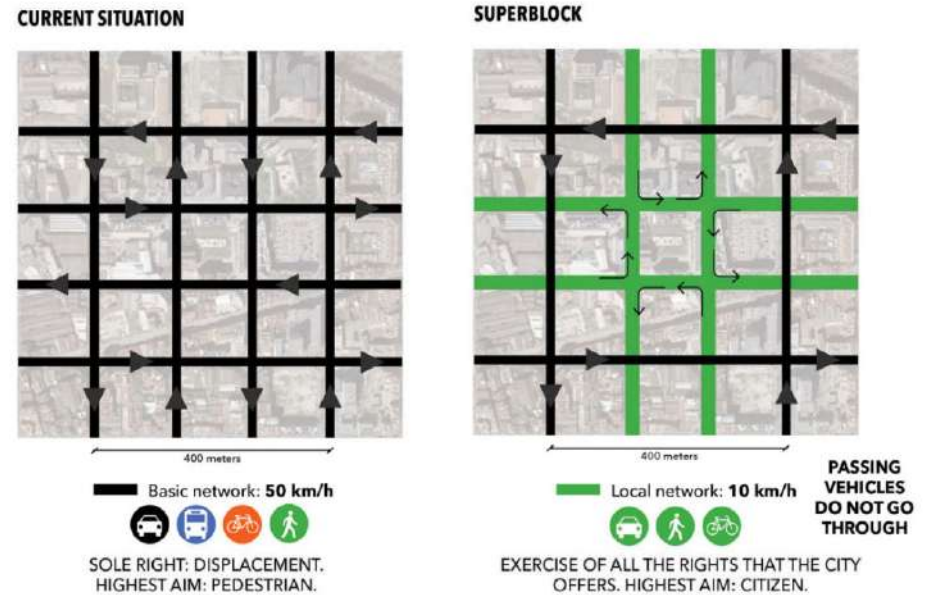 CURRENT SITUATION
400 meters
Basic network: 50 km/h
SOLE RIGHT: DISPLACEMENT.
HIGHEST AIM: PEDESTRIAN.
SUPERBLOCK
400 meters
Local network: 10 km/h
PASSING
VEHICLES
DO NOT GO
THROUGH
EXERCISE OF ALL THE RIGHTS THAT THE CITY
OFFERS. HIGHEST AIM: CITIZEN.